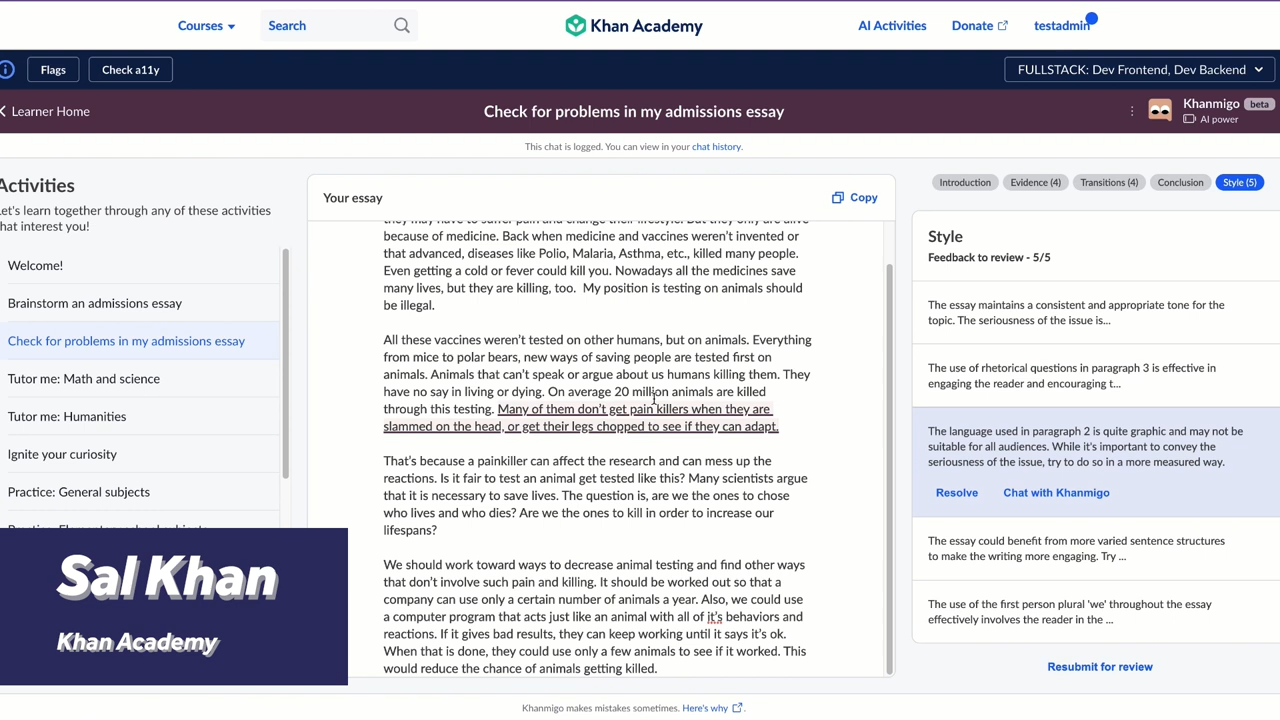 Courses
Search
Khan Academy
AI Activities
Donate
testadmin
Flags
Check a11y
FULLSTACK: Dev Frontend, Dev Backend
Learner Home
Check for problems in my admissions essay
Khanmigo
beta
AI power
This chat is logged. You can view in your chat history.
Activities
Let's learn together through any of these activities
that interest you!
Welcome!
Brainstorm an admissions essay
Check for problems in my admissions essay
Tutor me: Math and science
Tutor me: Humanities
Ignite your curiosity
Practice: General subjects
Sal Khan
Khan Academy
Your essay
Copy
they may have to suffer pain and change their lifestyle. But they only are alive
because of medicine. Back when medicine and vaccines weren't invented or
that advanced, diseases like Polio, Malaria, Asthma, etc., killed many people.
Even getting a cold or fever could kill you. Nowadays all the medicines save
many lives, but they are killing, too. My position is testing on animals should
be illegal.
All these vaccines weren't tested on other humans, but on animals. Everything
from mice to polar bears, new ways of saving people are tested first on
animals. Animals that can't speak or argue about us humans killing them. They
have no say in living or dying. On average 20 million animals are killed
through this testing. Many of them don't get pain killers when they are
slammed on the head, or get their legs chopped to see if they can adapt.
That's because a painkiller can affect the research and can mess up the
reactions. Is it fair to test an animal get tested like this? Many scientists argue
that it is necessary to save lives. The question is, are we the ones to chose
who lives and who dies? Are we the ones to kill in order to increase our
lifespans?
We should work toward ways to decrease animal testing and find other ways
that don't involve such pain and killing. It should be worked out so that a
company can use only a certain number of animals a year. Also, we could use
a computer program that acts just like an animal with all of it's behaviors and
reactions. If it gives bad results, they can keep working until it says it's ok.
When that is done, they could use only a few animals to see if it worked. This
would reduce the chance of animals getting killed.
Introduction
Evidence (4)
Transitions (4)
Conclusion
Style (5)
Style
Feedback to review - 5/5
The essay maintains a consistent and appropriate tone for the
topic. The seriousness of the issue is...
The use of rhetorical questions in paragraph 3 is effective in
engaging the reader and encouraging t...
The language used in paragraph 2 is quite graphic and may not be
suitable for all audiences. While it's important to convey the
seriousness of the issue, try to do so in a more measured way.
Resolve
Chat with Khanmigo
The essay could benefit from more varied sentence structures
to make the writing more engaging. Try ...
The use of the first person plural 'we' throughout the essay
effectively involves the reader in the ...
Resubmit for review
Khanmigo makes mistakes sometimes. Here's why